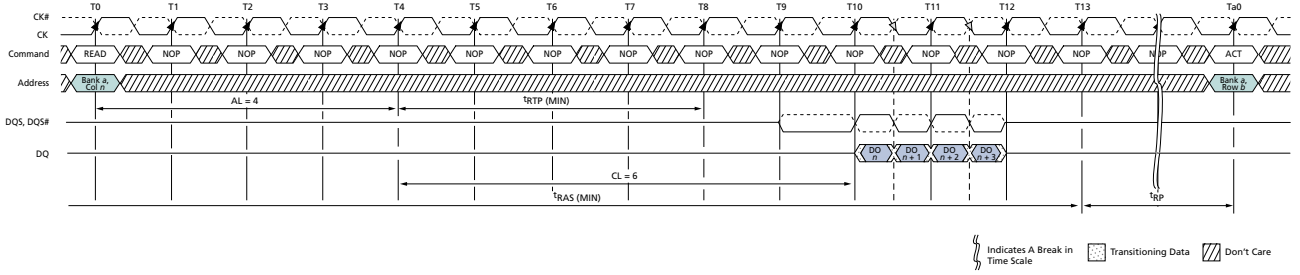 T0 T1 T2 T3 T4 T5 T6 T7 T8 T9 T10 T11 T12 T13 Ta0
CK#
CK
Command READ NOP NOP NOP NOP NOP NOP NOP NOP NOP NOP NOP NOP NOP NOP ACT
Address Bank a, Col n Bank a, Row b
AL = 4 tRTP (MIN)
DQS, DQS#
DQ DO n DO n + 1 DO n + 2 DO n + 3
CL = 6
tRAS (MIN) tRP
Indicates A Break in
Time Scale
Transitioning Data
Don't Care